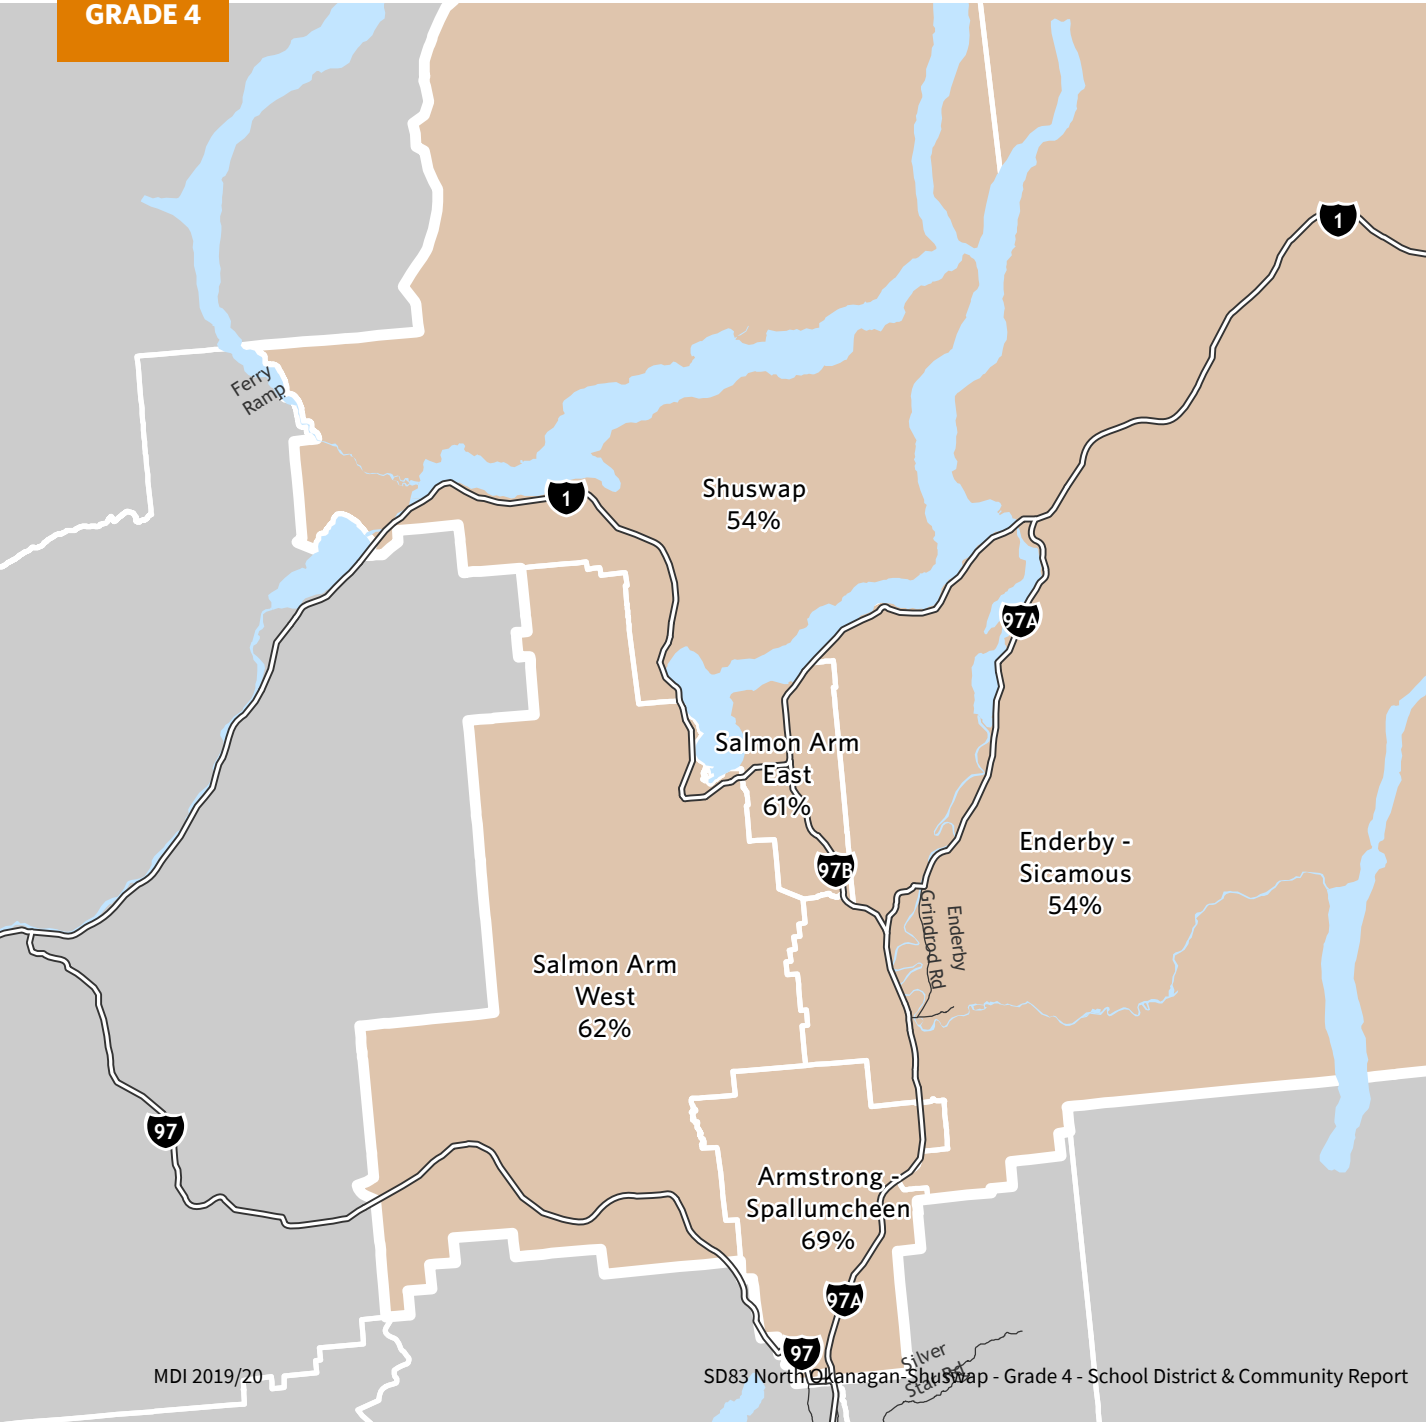 GRADE 4
1
Ferry
Ramp
1
Shuswap
54%
97A
Salmon Arm
East
61%
97B
Enderby -
Sicamous
54%
Enderby
Grindrod Rd
Salmon Arm
West
62%
97
Armstrong -
Spallumcheen
69%
97A
97
Silver
Star Rd
MDI 2019/20
SD83 North Okanagan-Shuswap - Grade 4 - School District & Community Report